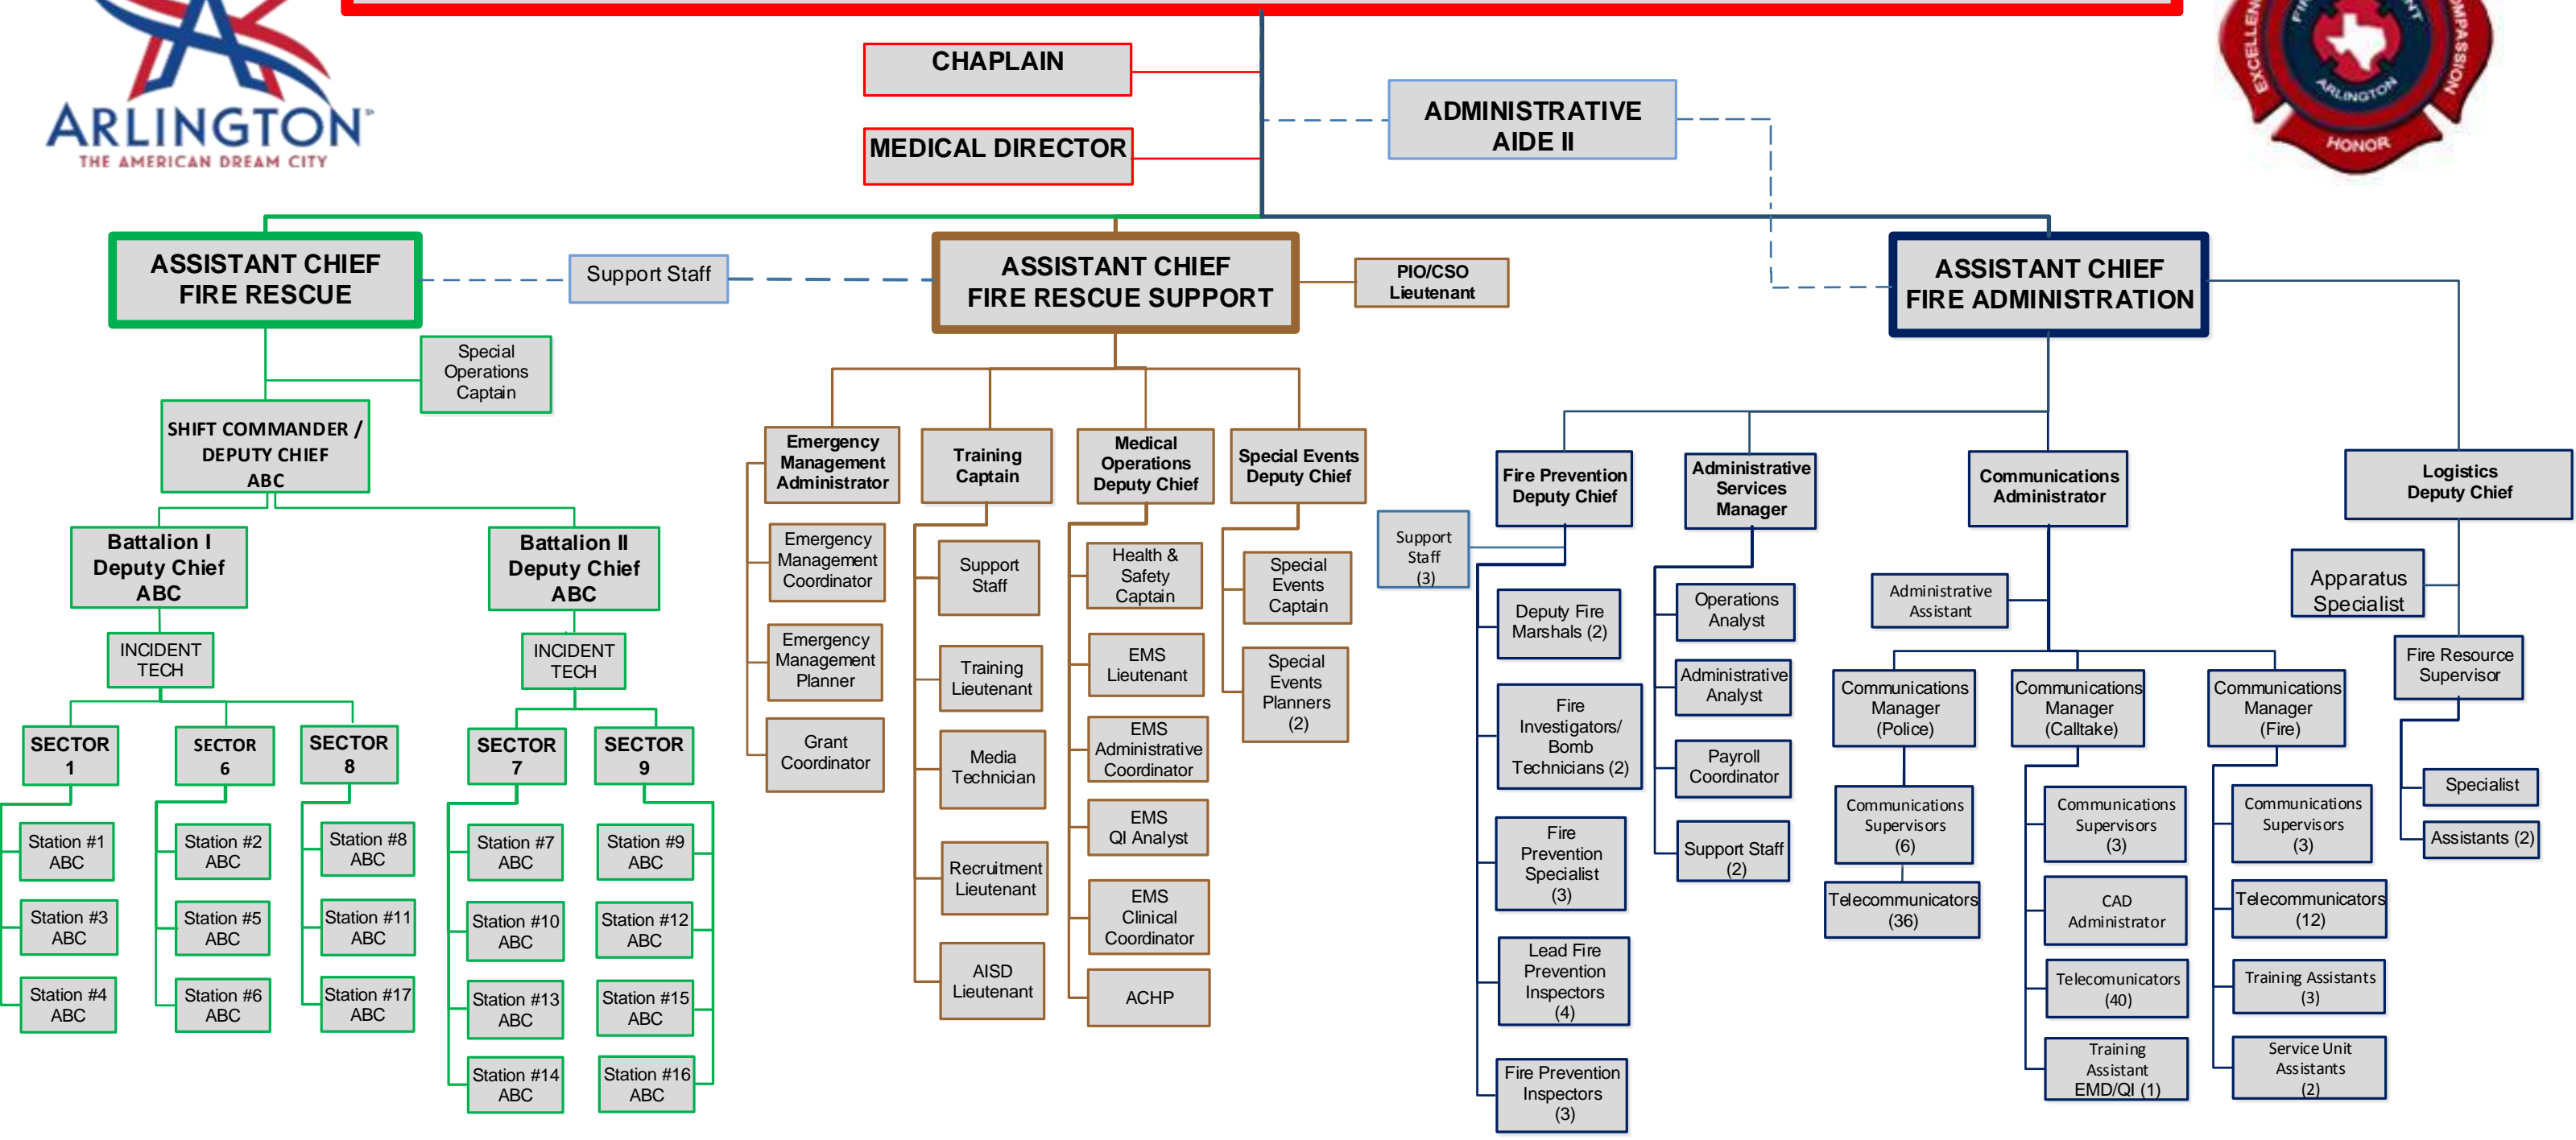 ARLINGTON
THE AMERICAN DREAM CITY
CHAPLAIN
MEDICAL DIRECTOR
ADMINISTRATIVE
AIDE II
COMPASSION
ARLINGTON
HONOR
ASSISTANT CHIEF
FIRE RESCUE
Support Staff
ASSISTANT CHIEF
FIRE RESCUE SUPPORT
PIO/CSO
Lieutenant
ASSISTANT CHIEF
FIRE ADMINISTRATION
Special
Operations
Captain
SHIFT COMMANDER /
DEPUTY CHIEF
ABC
Battalion I
Deputy Chief
ABC
Battalion II
Deputy Chief
ABC
INCIDENT
TECH
INCIDENT
TECH
SECTOR
1
SECTOR
6
SECTOR
8
SECTOR
7
SECTOR
9
Station #1
ABC
Station #3
ABC
Station #4
ABC
Station #2
ABC
Station #5
ABC
Station #6
ABC
Station #8
ABC
Station #11
ABC
Station #17
ABC
Station #7
ABC
Station #10
ABC
Station #13
ABC
Station #14
ABC
Station #9
ABC
Station #12
ABC
Station #15
ABC
Station #16
ABC
Emergency
Management
Administrator
Emergency
Management
Coordinator
Emergency
Management
Planner
Grant
Coordinator
Training
Captain
Support
Staff
Training
Lieutenant
Media
Technician
Recruitment
Lieutenant
AISD
Lieutenant
Medical
Operations
Deputy Chief
Health &
Safety
Captain
EMS
Lieutenant
EMS
Administrative
Coordinator
EMS
QI Analyst
EMS
Clinical
Coordinator
ACHP
Special Events
Deputy Chief
Special
Events
Captain
Special
Events
Planners
(2)
Fire Prevention
Deputy Chief
Support
Staff
(3)
Deputy Fire
Marshals (2)
Fire
Investigators/
Bomb
Technicians (2)
Fire
Prevention
Specialist
(3)
Lead Fire
Prevention
Inspectors
(4)
Fire Prevention
Inspectors
(3)
Administrative
Services
Manager
Operations
Analyst
Administrative
Analyst
Payroll
Coordinator
Support Staff
(2)
Communications
Administrator
Administrative
Assistant
Communications
Manager
(Police)
Communications
Supervisors
(6)
Telecommunicators
(36)
Communications
Manager
(Calltake)
Communications
Supervisors
(3)
CAD
Administrator
Telecomunicators
(40)
Training
Assistant
EMD/QI (1)
Communications
Manager
(Fire)
Communications
Supervisors
(3)
Telecommunicators
(12)
Training Assistants
(3)
Service Unit
Assistants
(2)
Logistics
Deputy Chief
Apparatus
Specialist
Fire Resource
Supervisor
Specialist
Assistants (2)